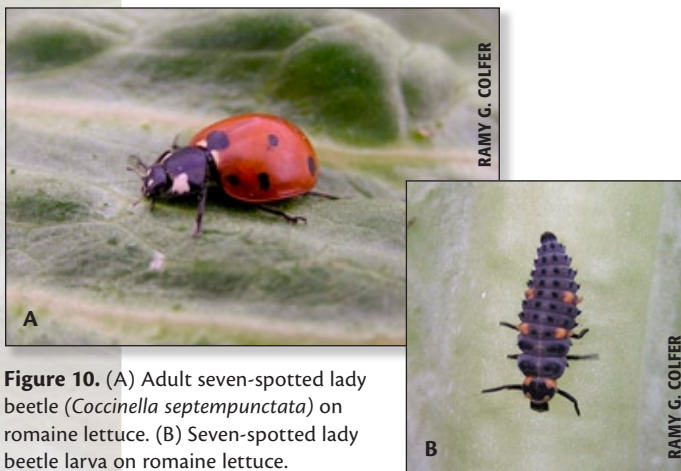 RAMY G. COLFER
A
Figure 10. (A) Adult seven-spotted lady
beetle (Coccinella septempunctata) on
romaine lettuce. (B) Seven-spotted lady
beetle larva on romaine lettuce.
RAMY G. COLFER
B